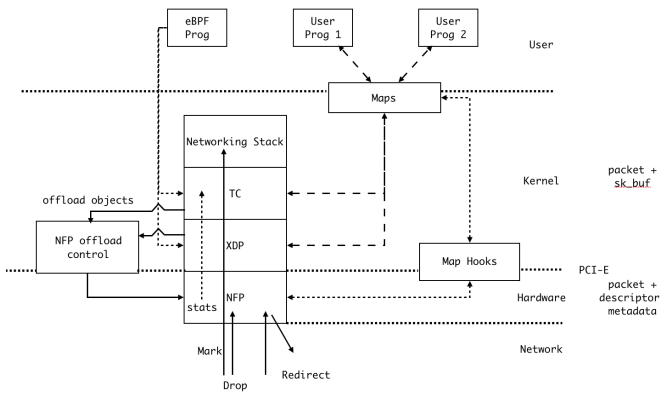 eBPF
Prog
User
Prog 1
User
Prog 2
User
Maps
Networking Stack
Kernel
packet +
sk_buf
TC
offload objects
NFP offload
control
XDP
Map Hooks
PCI-E
NFP
stats
Hardware
packet +
descriptor
metadata
Mark
Network
Redirect
Drop